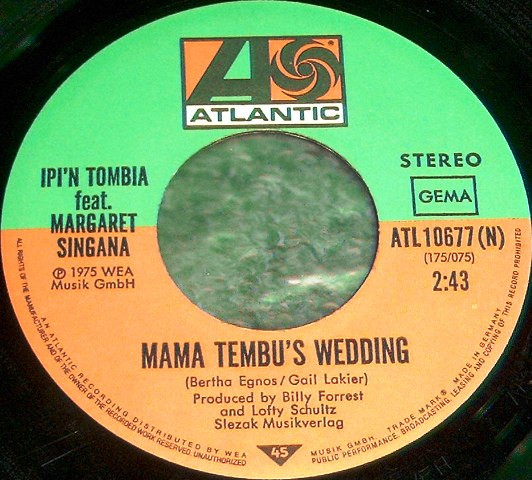 ATLANTIC
IPI'N TOMBIA
feat.
MARGARET
SINGANA
℗ 1975 WEA
Musik GmbH
STEREO
GEMA
ATL 10677 (N)
(175/075)
2:43
MAMA TEMBU'S WEDDING
(Bertha Egnos/Gail Lakier)
Produced by Billy Forrest
and Lofty Schultz
Slezak Musikverlag
45
ALL RIGHTS OF THE MANUFACTURER AND OF THE OWNER OF THE RECORDED WORK RESERVED. UNAUTHORIZED PUBLIC PERFORMANCE, BROADCASTING, LEASING AND COPYING OF THIS RECORD PROHIBITED
AN ATLANTIC RECORDING DISTRIBUTED BY WEA MUSIK GMBH. TRADE MARK® MADE IN GERMANY